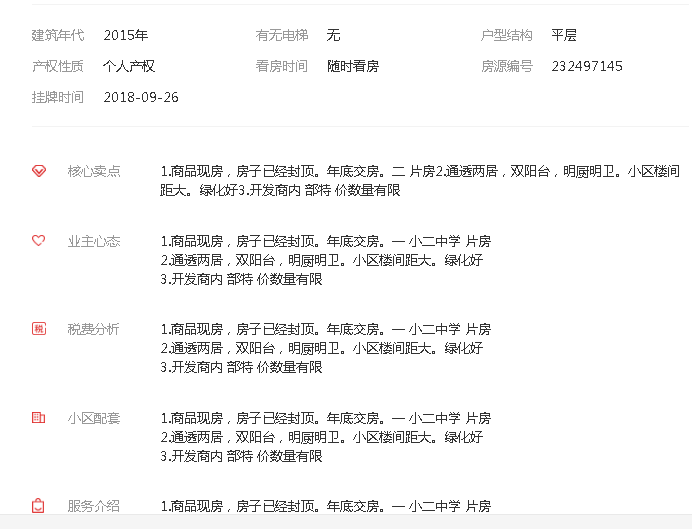 建筑年代 2015年 有无电梯 无 户型结构 平层
产权性质 个人产权 看房时间 随时看房 房源编号 232497145
挂牌时间 2018-09-26
核心卖点 1.商品现房，房子已经封顶。年底交房。二 片房2.通透两居，双阳台，明厨明卫。小区楼间
距大。绿化好3.开发商内 部特 价数量有限
业主心态 1.商品现房，房子已经封顶。年底交房。一 小二中学 片房
2.通透两居，双阳台，明厨明卫。小区楼间距大。绿化好
3.开发商内 部特 价数量有限
税 税费分析 1.商品现房，房子已经封顶。年底交房。一 小二中学 片房
2.通透两居，双阳台，明厨明卫。小区楼间距大。绿化好
3.开发商内 部特 价数量有限
小区配套 1.商品现房，房子已经封顶。年底交房。一 小二中学 片房
2.通透两居，双阳台，明厨明卫。小区楼间距大。绿化好
3.开发商内 部特 价数量有限
服务介绍 1.商品现房，房子已经封顶。年底交房。一 小二中学 片房